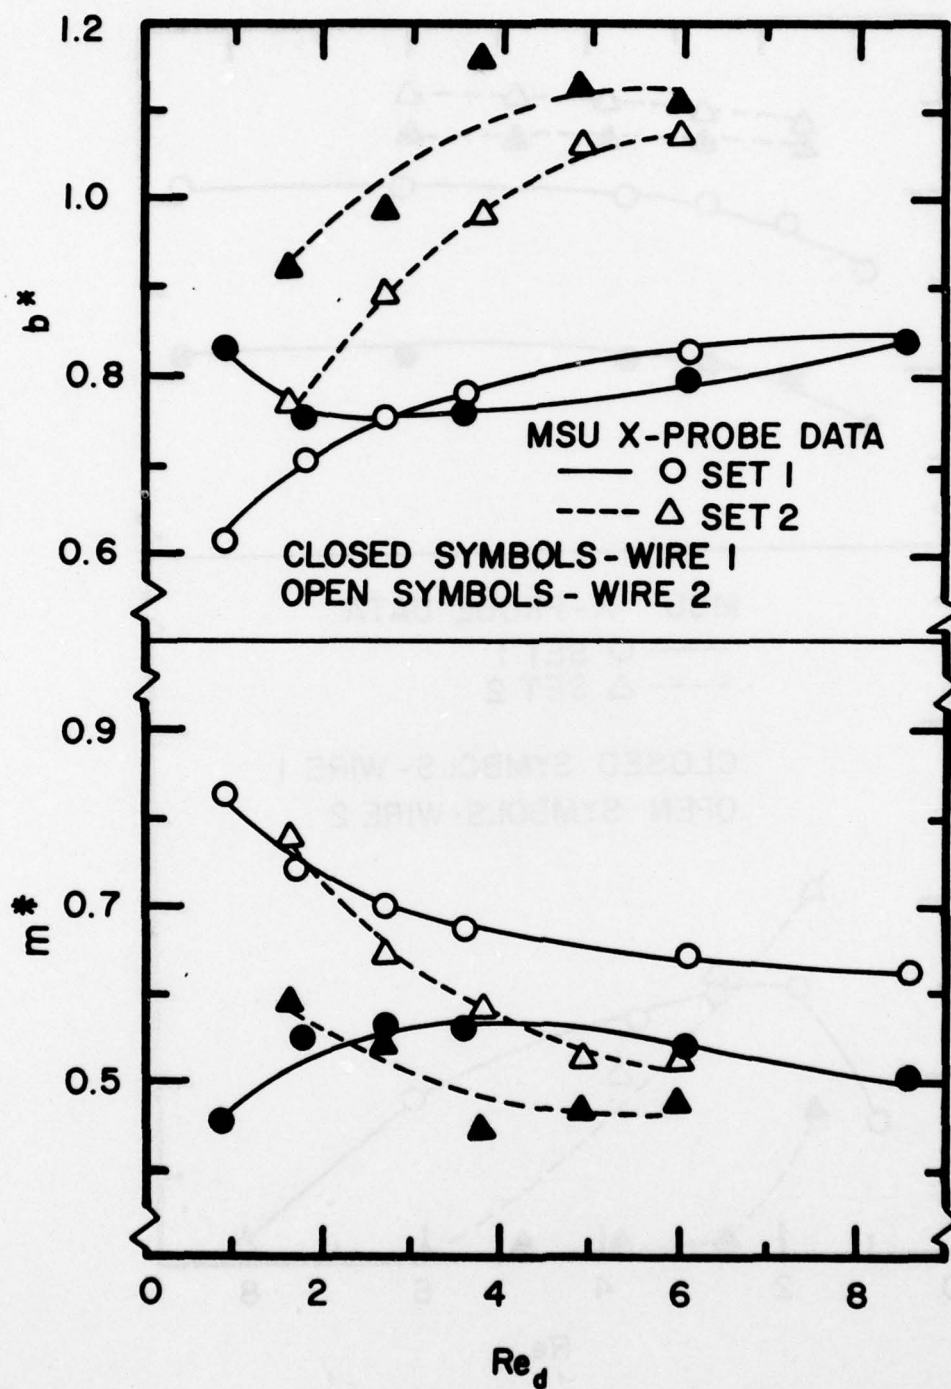 1.2
1.0
0.8
0.6
b*
MSU X-PROBE DATA
SET 1
SET 2
CLOSED SYMBOLS-WIRE 1
OPEN SYMBOLS-WIRE 2
0.9
0.7
0.5
m*
0 2 4 6 8
Re_d